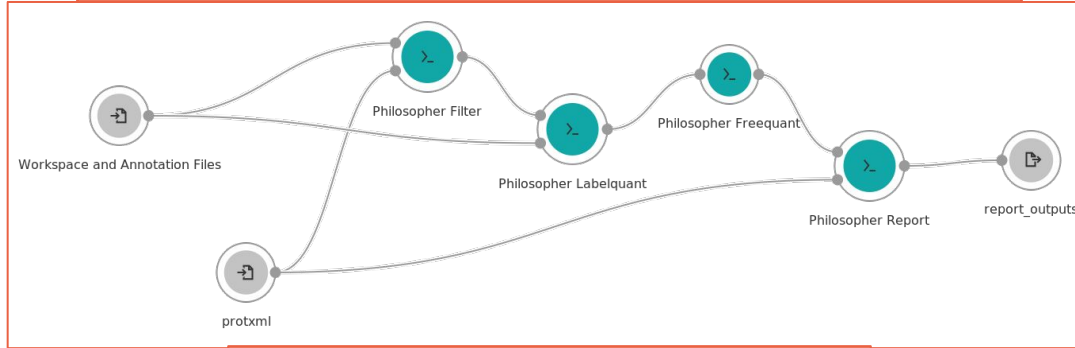 Philosopher Filter
Philosopher Freequant
Workspace and Annotation Files
Philosopher Labelquant
Philosopher Report
report_outputs
protxml